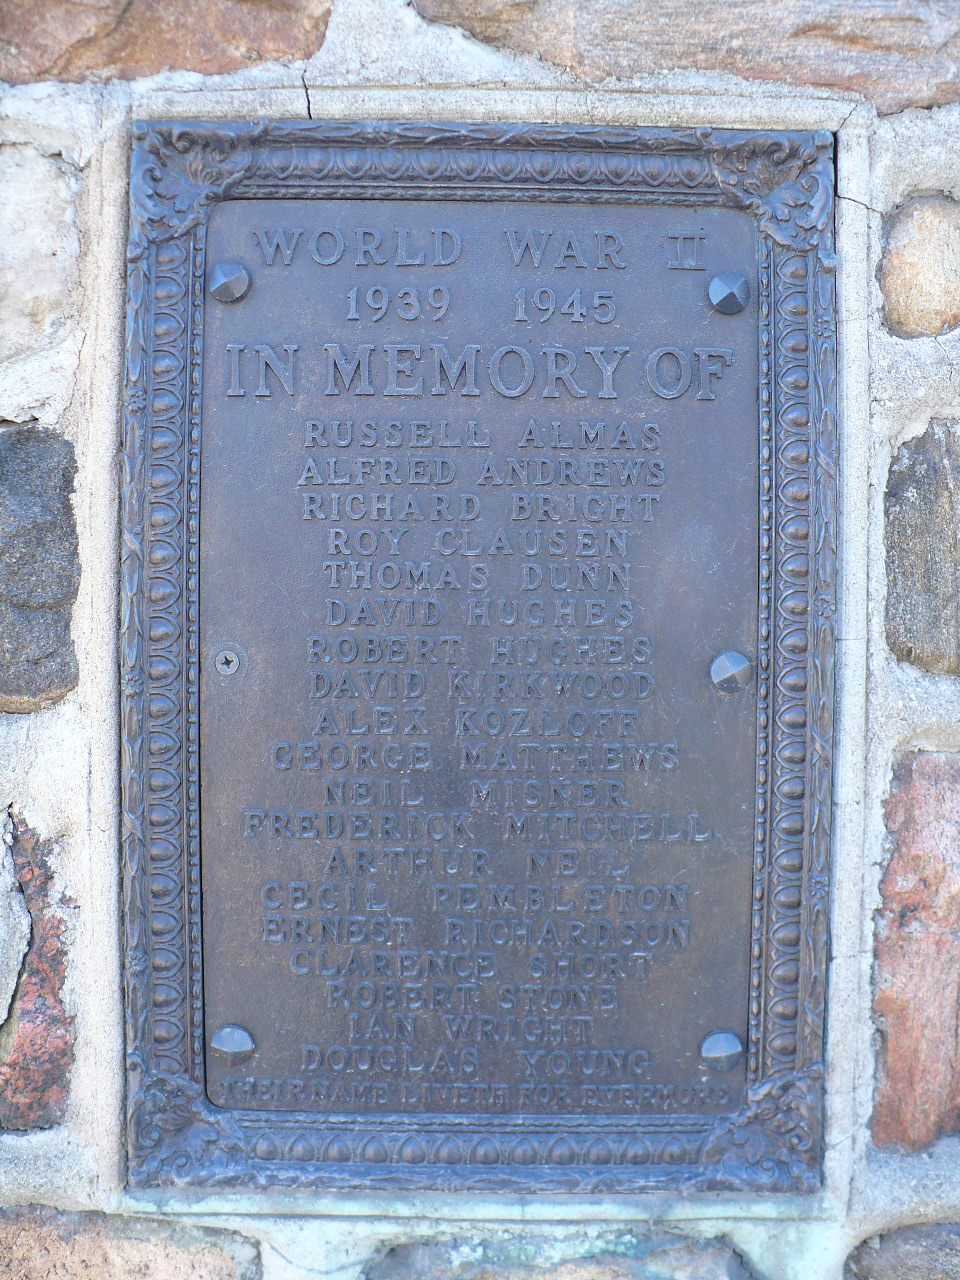 WORLD WAR II
1939 1945
IN MEMORY OF
RUSSELL ALMAS
ALFRED ANDREWS
RICHARD BRIGHT
ROY CLAUSEN
THOMAS DUNN
DAVID HUGHES
ROBERT HUGHES
DAVID KIRKWOOD
ALEX KOZLOFF
GEORGE MATTHEWS
NEIL MISNER
FREDERICK MITCHELL
ARTHUR NEIL
CECIL PEMBLETON
ERNEST RICHARDSON
CLARENCE SHORT
ROBERT STONE
IAN WRIGHT
DOUGLAS YOUNG
THEIR NAME LIVETH FOR EVERMORE